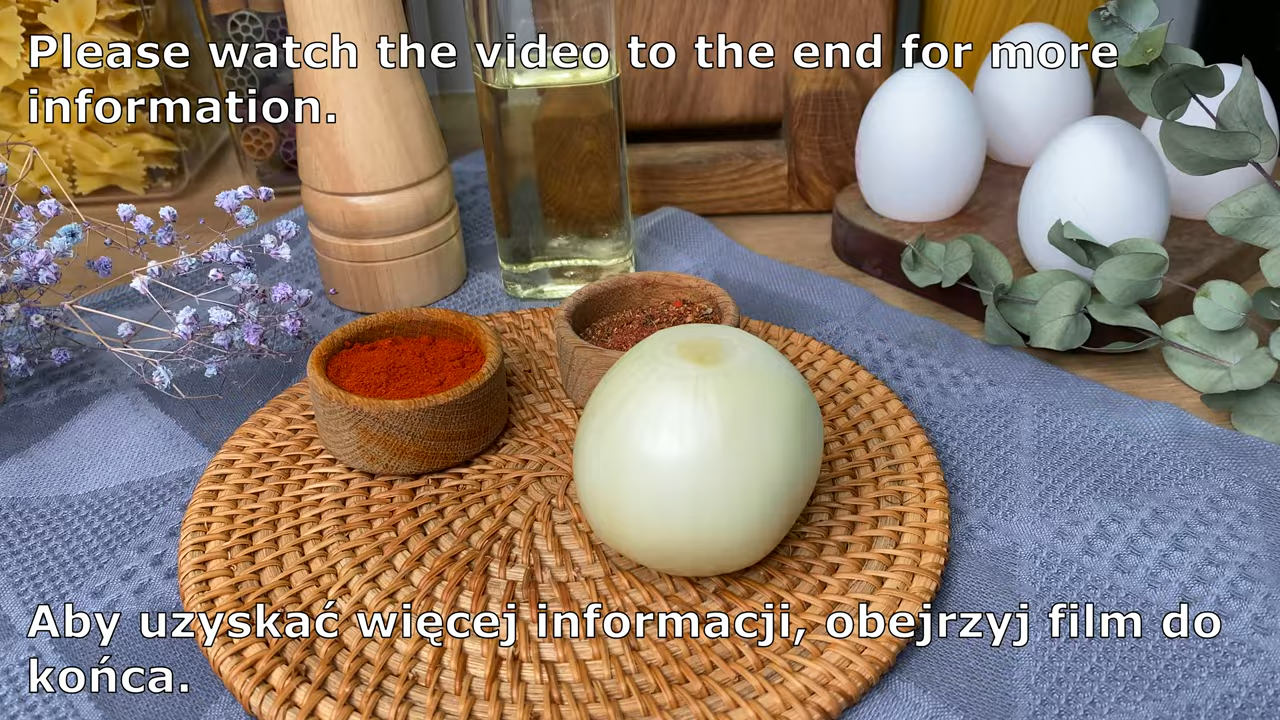 Please watch the video to the end for more
information.
Aby uzyskać więcej informacji, obejrzyj film do
końca.